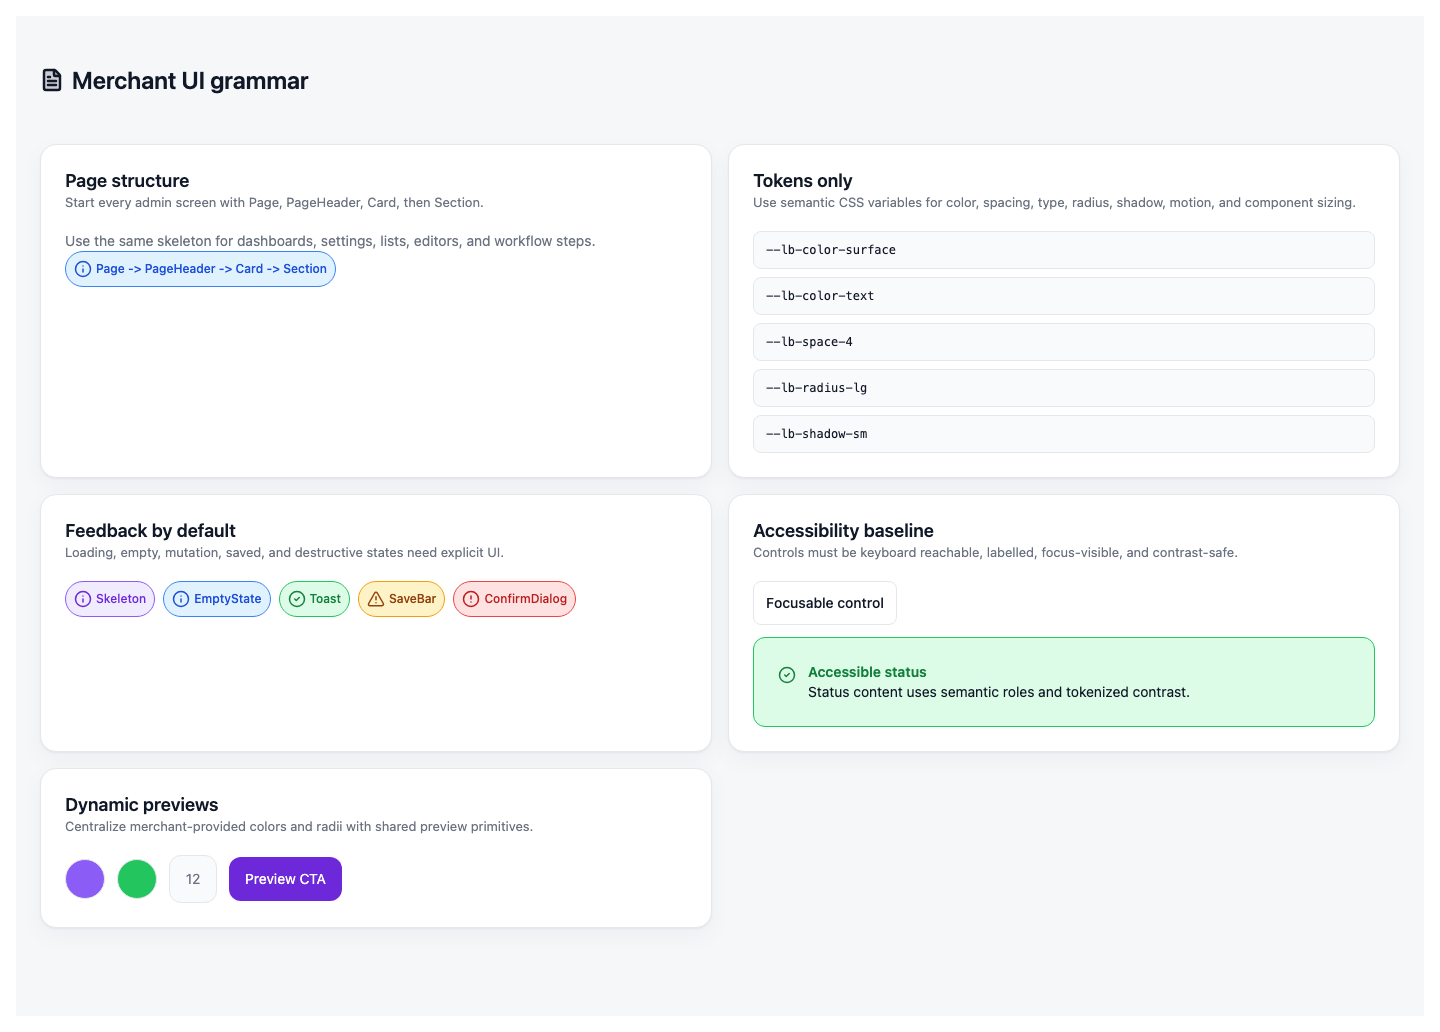 Merchant UI grammar
Page structure
Start every admin screen with Page, PageHeader, Card, then Section.
Use the same skeleton for dashboards, settings, lists, editors, and workflow steps.
Page -> PageHeader -> Card -> Section
Tokens only
Use semantic CSS variables for color, spacing, type, radius, shadow, motion, and component sizing.
--lb-color-surface
--lb-color-text
--lb-space-4
--lb-radius-lg
--lb-shadow-sm
Feedback by default
Loading, empty, mutation, saved, and destructive states need explicit UI.
Skeleton EmptyState Toast SaveBar ConfirmDialog
Accessibility baseline
Controls must be keyboard reachable, labelled, focus-visible, and contrast-safe.
Focusable control
Accessible status
Status content uses semantic roles and tokenized contrast.
Dynamic previews
Centralize merchant-provided colors and radii with shared preview primitives.
12 Preview CTA